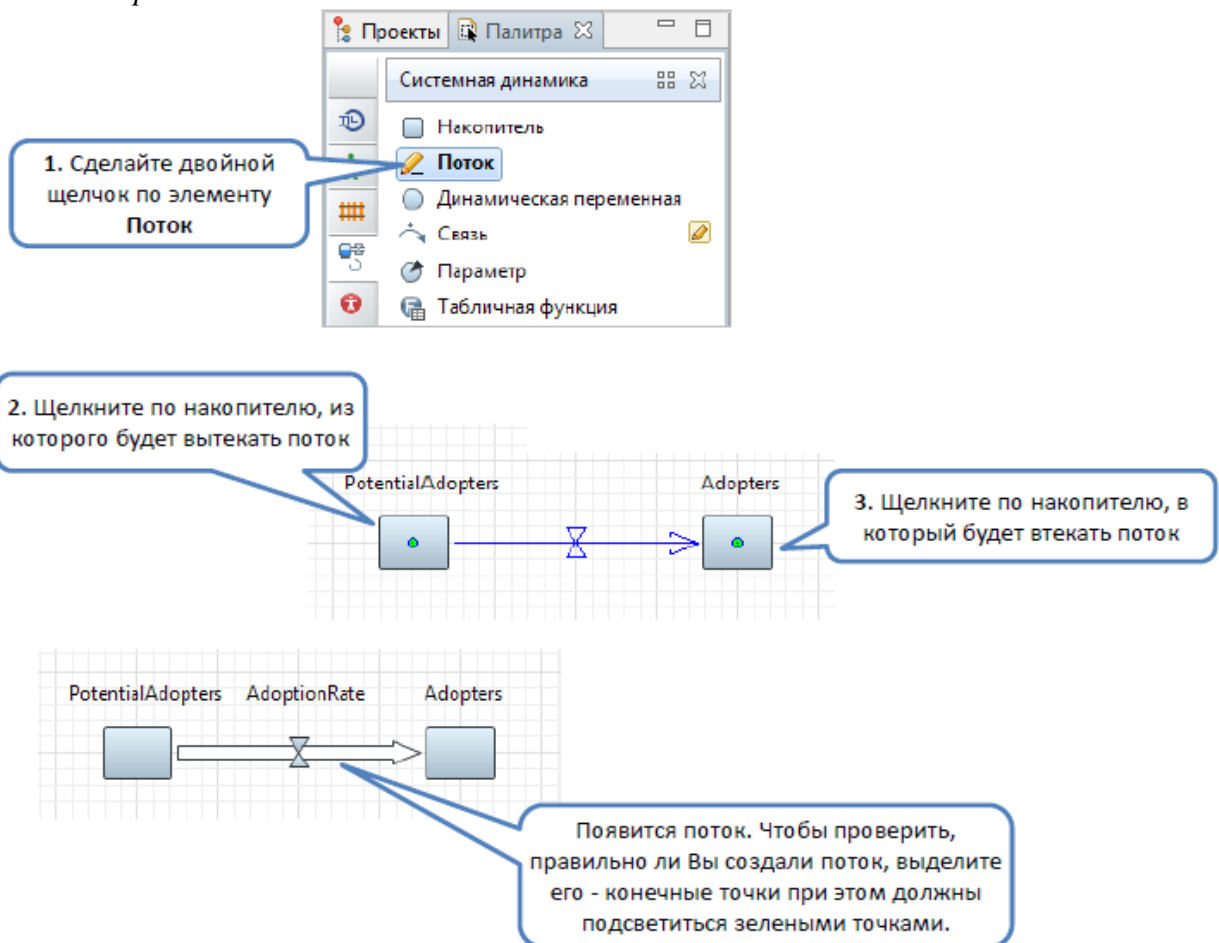 Проекты Палитра
Системная динамика
Накопитель
Поток
Динамическая переменная
Связь
Параметр
Табличная функция
1. Сделайте двойной
щелчок по элементу
Поток
2. Щелкните по накопителю, из
которого будет вытекать поток
PotentialAdopters Adopters
3. Щелкните по накопителю, в
который будет втекать поток
PotentialAdopters AdoptionRate Adopters
Появится поток. Чтобы проверить,
правильно ли Вы создали поток, выделите
его - конечные точки при этом должны
подсветиться зелеными точками.